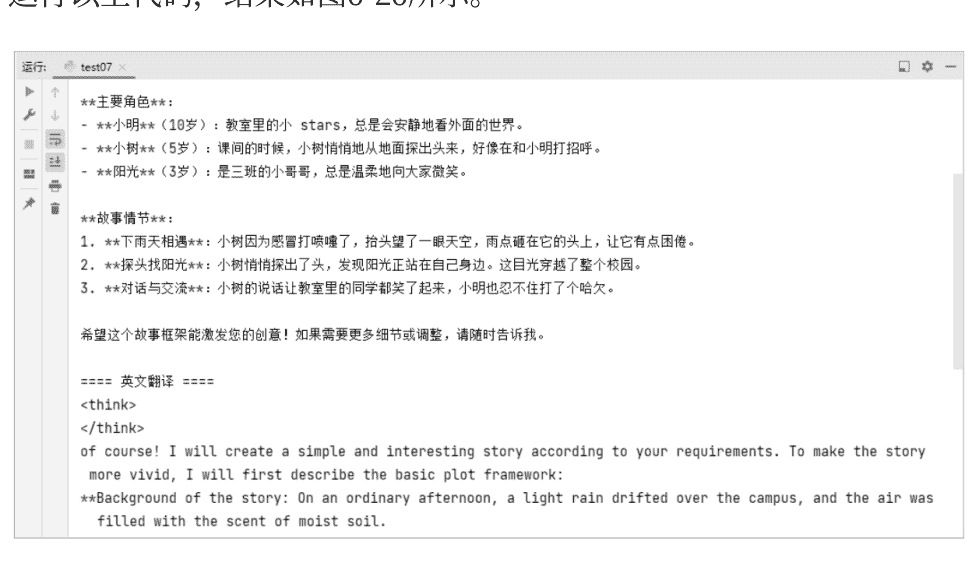 运行以上代码，结果如图6-26所示。
运行: test07
**主要角色**:
- **小明**（10岁）: 教室里的小 stars，总是会安静地看外面的世界。
- **小树**（5岁）: 课间的时候，小树悄悄地从地面探出头来，好像在和小明打招呼。
- **阳光**（3岁）: 是三班的小哥哥，总是温柔地向大家微笑。
**故事情节**:
1. **下雨天相遇**: 小树因为感冒打喷嚏了，抬头望了一眼天空，雨点砸在它的头上，让它有点困倦。
2. **探头找阳光**: 小树悄悄探出了头，发现阳光正站在自己身边。这目光穿越了整个校园。
3. **对话与交流**: 小树的说话让教室里的同学都笑了起来，小明也忍不住打了个哈欠。
希望这个故事框架能激发您的创意！如果需要更多细节或调整，请随时告诉我。
==== 英文翻译 ====
<think>
</think>
of course! I will create a simple and interesting story according to your requirements. To make the story
more vivid, I will first describe the basic plot framework:
**Background of the story: On an ordinary afternoon, a light rain drifted over the campus, and the air was
filled with the scent of moist soil.